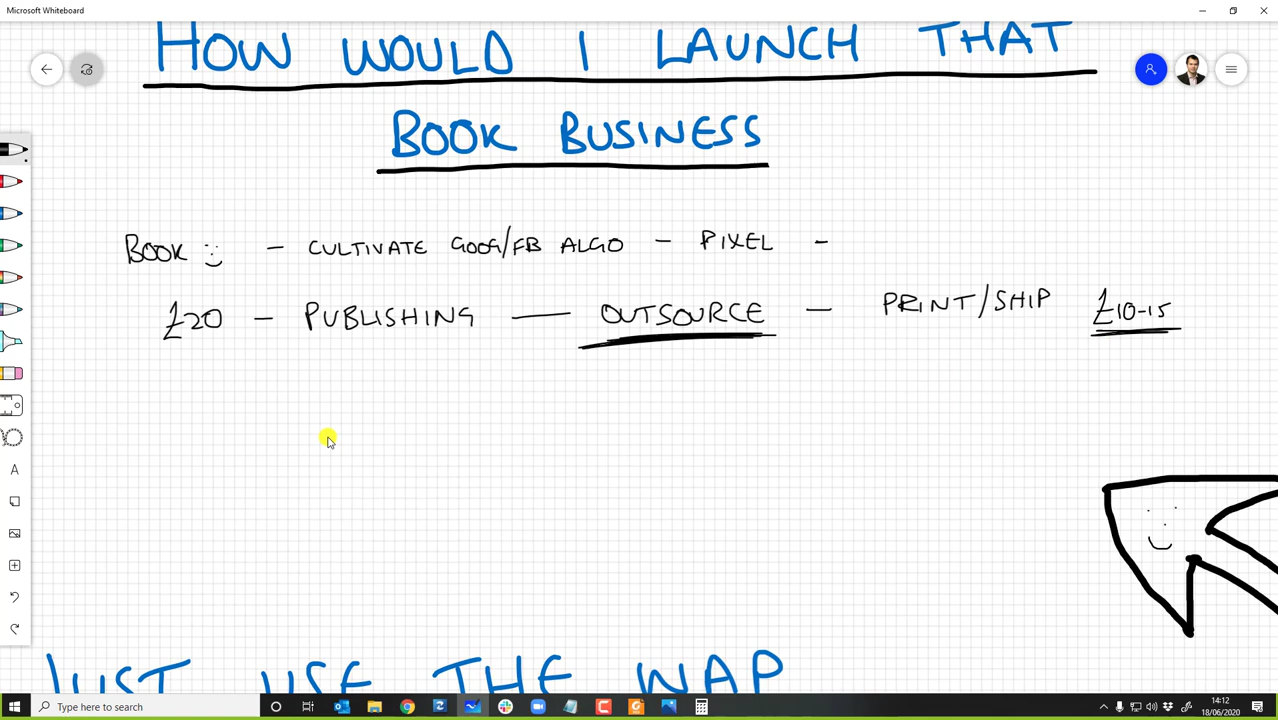 Microsoft Whiteboard
HOW WOULD I LAUNCH THAT
BOOK BUSINESS
BOOK - CULTIVATE GOOG/FB ALGO - PIXEL -
£20 - PUBLISHING — OUTSOURCE - PRINT/SHIP £10-15
A
JUST USE THE WAP
Type here to search
14:12
18/06/2020